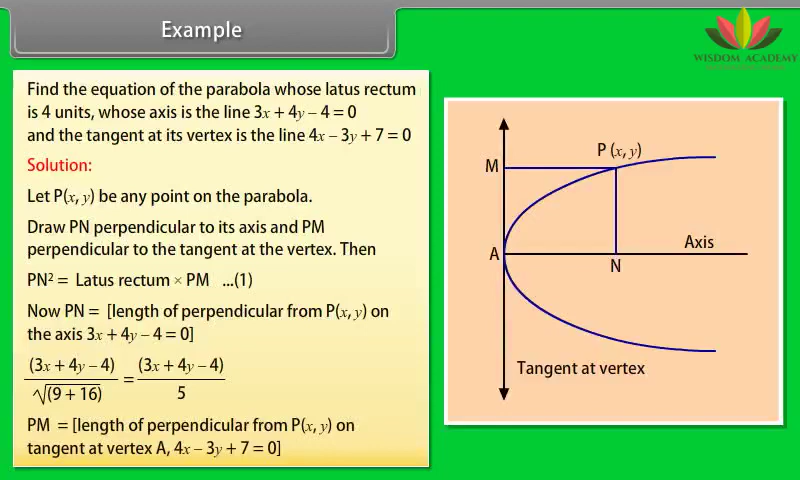 Example
WISDOM ACADEMY
Find the equation of the parabola whose latus rectum
is 4 units, whose axis is the line 3x + 4y – 4 = 0
and the tangent at its vertex is the line 4x – 3y + 7 = 0
Solution:
Let P(x, y) be any point on the parabola.
Draw PN perpendicular to its axis and PM
perpendicular to the tangent at the vertex. Then
PN² = Latus rectum × PM ...(1)
Now PN = [length of perpendicular from P(x, y) on
the axis 3x + 4y – 4 = 0]
(3x + 4y – 4) / √(9 + 16) = (3x + 4y – 4) / 5
PM = [length of perpendicular from P(x, y) on
tangent at vertex A, 4x – 3y + 7 = 0]
P (x, y)
M
A
Axis
N
Tangent at vertex